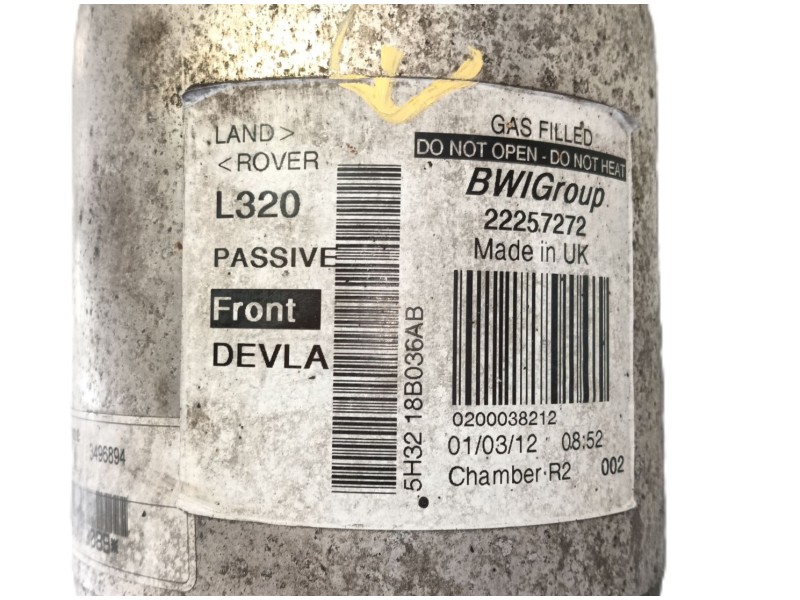 LAND >
< ROVER
L320
PASSIVE
Front
DEVLA
5H32 18B036AB
GAS FILLED
DO NOT OPEN - DO NOT HEAT
BWIGroup
22257272
Made in UK
0200038212
01/03/12 08:52
Chamber R2 002
3496894